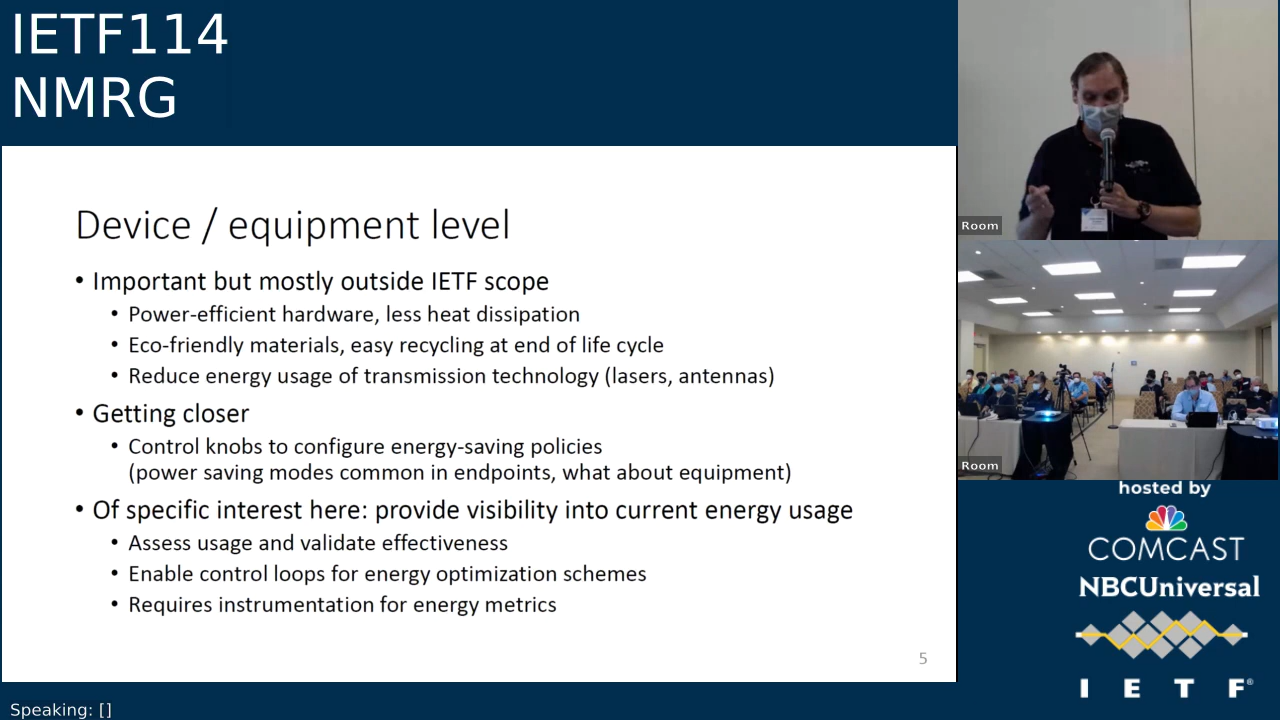 IETF114
NMRG
Device / equipment level
• Important but mostly outside IETF scope
• Power-efficient hardware, less heat dissipation
• Eco-friendly materials, easy recycling at end of life cycle
• Reduce energy usage of transmission technology (lasers, antennas)
• Getting closer
• Control knobs to configure energy-saving policies
(power saving modes common in endpoints, what about equipment)
• Of specific interest here: provide visibility into current energy usage
• Assess usage and validate effectiveness
• Enable control loops for energy optimization schemes
• Requires instrumentation for energy metrics
5
Speaking: []
Room
Room
hosted by
COMCAST
NBCUniversal
I E T F®